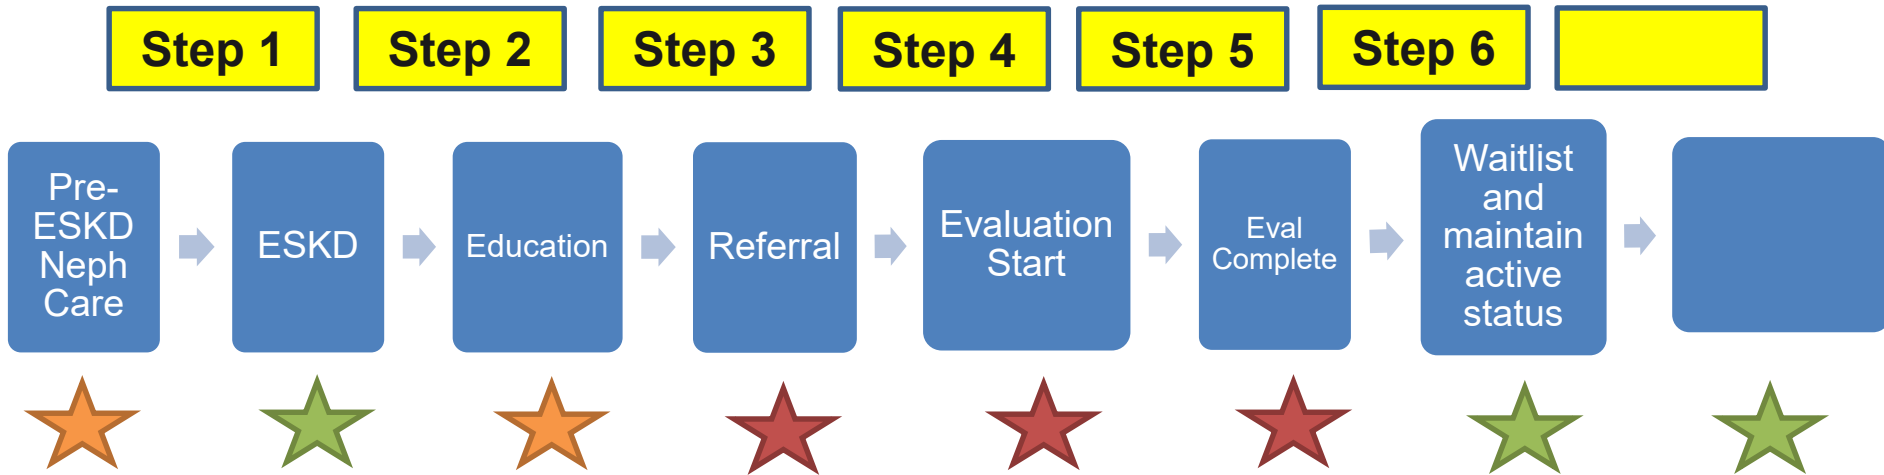 Step 1
Step 2
Step 3
Step 4
Step 5
Step 6
Pre-
ESKD
Neph
Care
ESKD
Education
Referral
Evaluation
Start
Eval
Complete
Waitlist
and
maintain
active
status